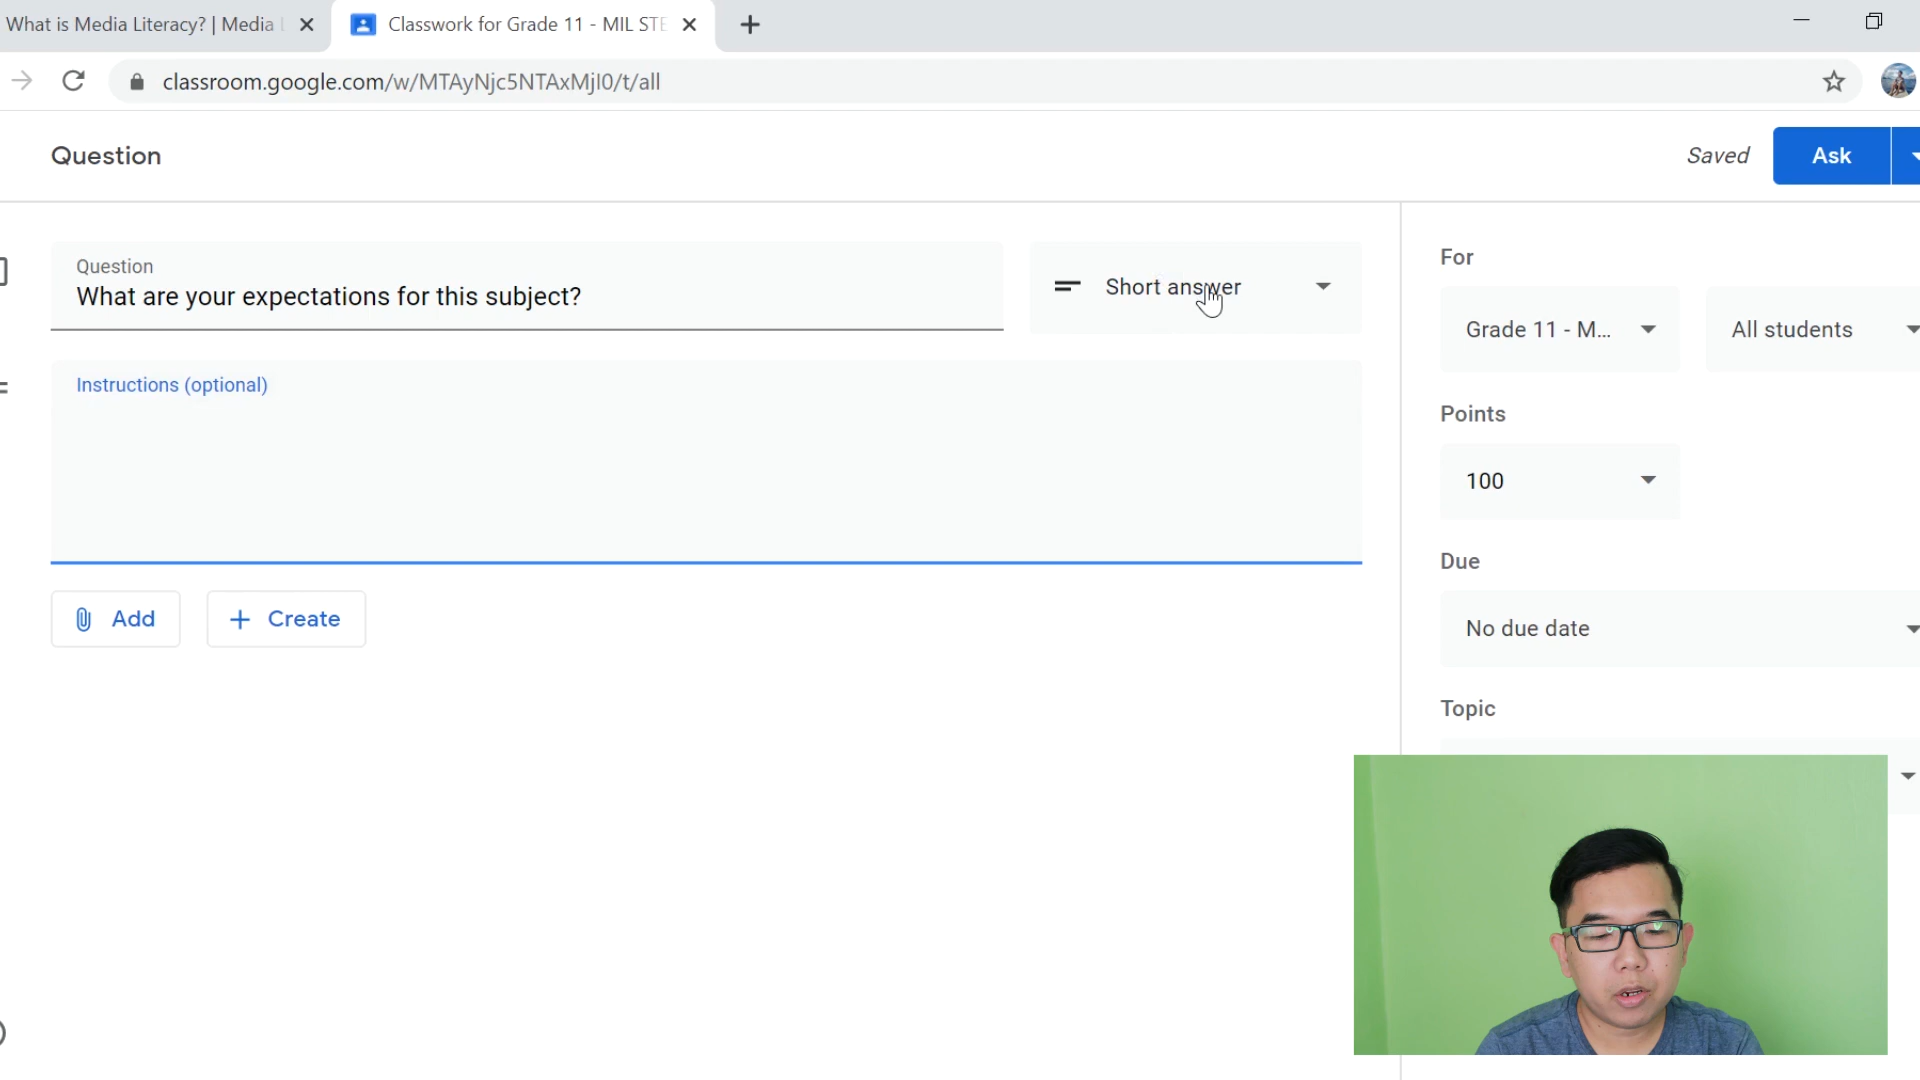 What is Media Literacy? | Media
Classwork for Grade 11 - MIL STE
classroom.google.com/w/MTAyNjc5NTAxMjI0/t/all
Question
Saved
Ask
Question
What are your expectations for this subject?
Short answer
Instructions (optional)
Add
Create
For
Grade 11 - M...
All students
Points
100
Due
No due date
Topic